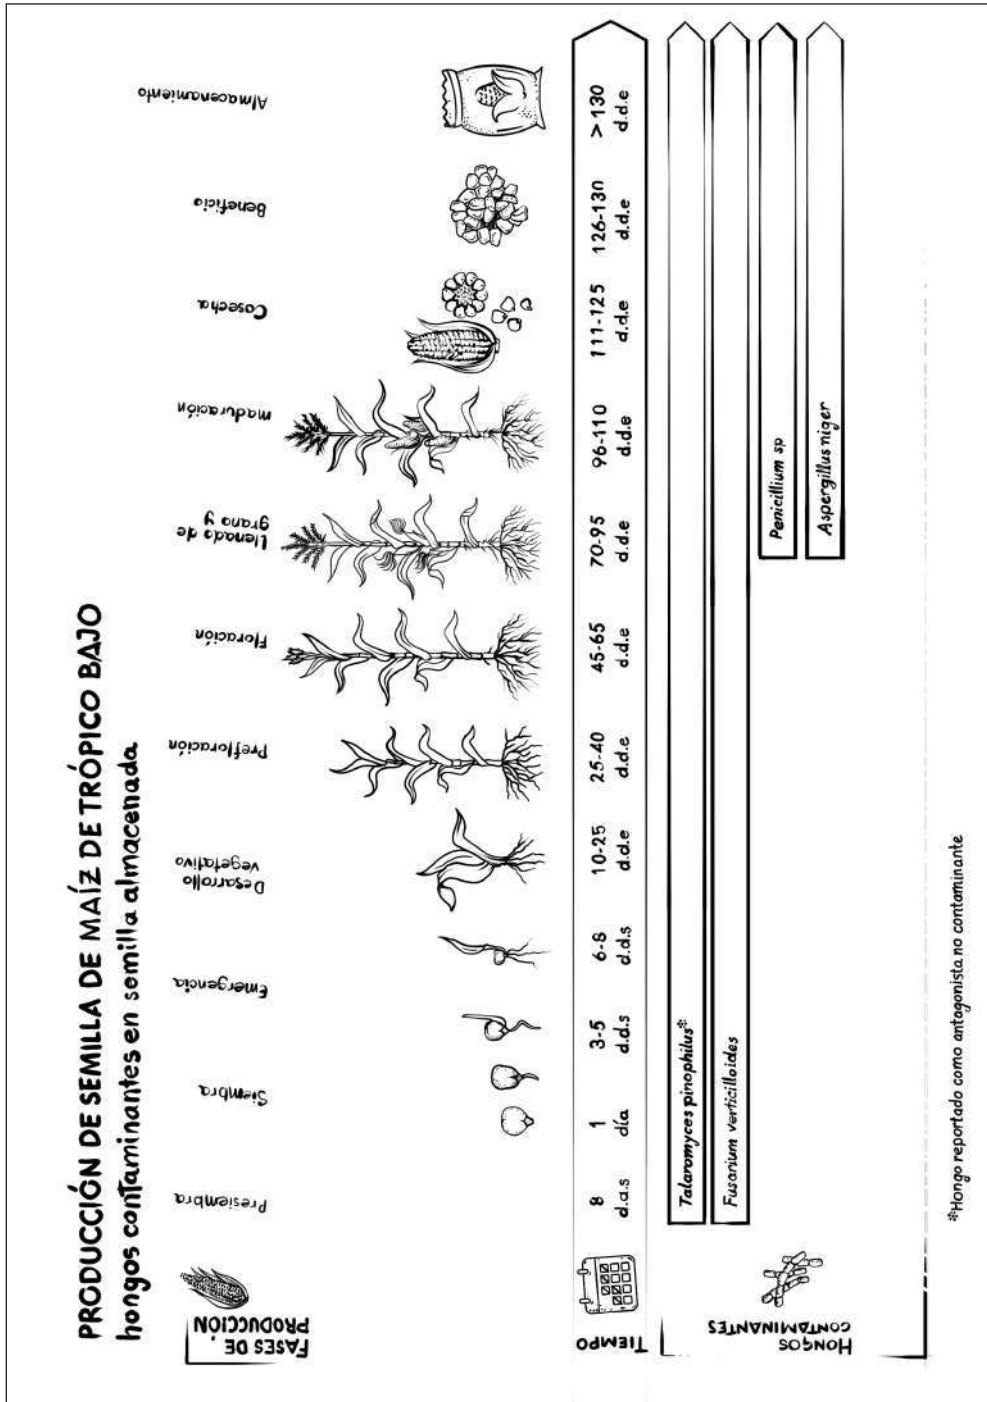 PRODUCCIÓN DE SEMILLA DE MAÍZ DE TRÓPICO BAJO
hongos contaminantes en semilla almacenada
FASES DE
PRODUCCIÓN
Presiembra
Siembra
Emergencia
Desarrollo
vegetativo
Prefloración
Floración
Llenado de
grano y
maduración
Cosecha
Beneficio
Almacenamiento
TIEMPO
8
d.a.s
1
día
3-5
d.d.s
6-8
d.d.s
10-25
d.d.e
25-40
d.d.e
45-65
d.d.e
70-95
d.d.e
96-110
d.d.e
111-125
d.d.e
126-130
d.d.e
> 130
d.d.e
HONGOS
CONTAMINANTES
Talaromyces pinophilus*
Fusarium verticilloides
Penicillium sp
Aspergillus niger
*Hongo reportado como antagonista no contaminante